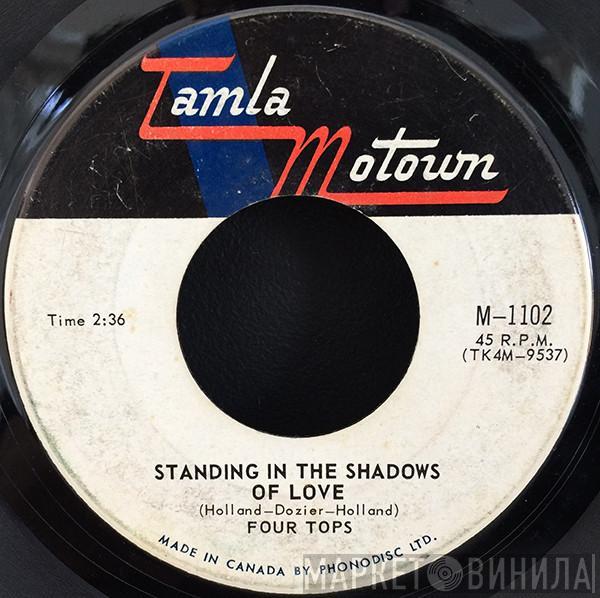 Tamla
Motown
Time 2:36
M-1102
45 R.P.M.
(TK4M-9537)
STANDING IN THE SHADOWS
OF LOVE
(Holland-Dozier-Holland)
FOUR TOPS
MADE IN CANADA BY PHONODISC LTD.
МАРКЕТ ВИНИЛА